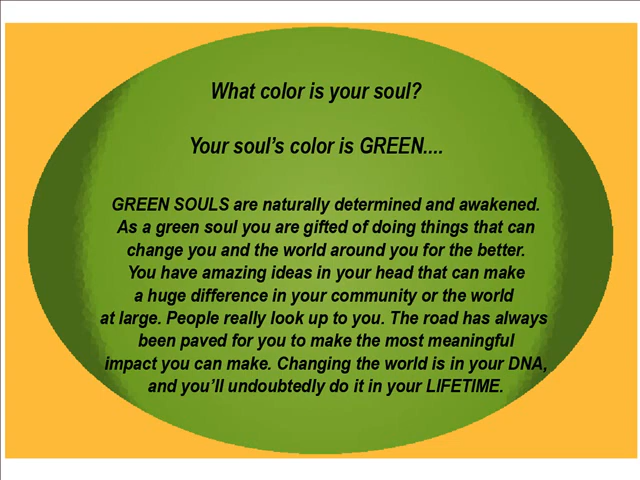 What color is your soul?
Your soul's color is GREEN....
GREEN SOULS are naturally determined and awakened.
As a green soul you are gifted of doing things that can
change you and the world around you for the better.
You have amazing ideas in your head that can make
a huge difference in your community or the world
at large. People really look up to you. The road has always
been paved for you to make the most meaningful
impact you can make. Changing the world is in your DNA,
and you'll undoubtedly do it in your LIFETIME.